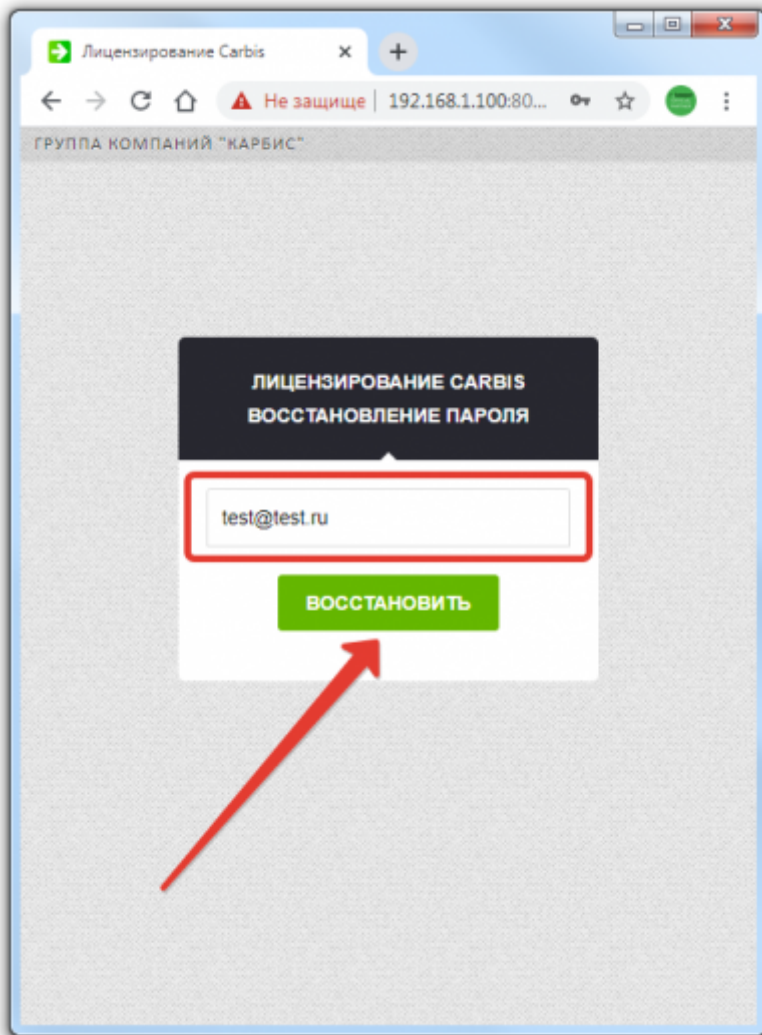 Лицензирование Carbis
Не защище 192.168.1.100:80...
ГРУППА КОМПАНИЙ "КАРБИС"
ЛИЦЕНЗИРОВАНИЕ CARBIS
ВОССТАНОВЛЕНИЕ ПАРОЛЯ
test@test.ru
ВОССТАНОВИТЬ